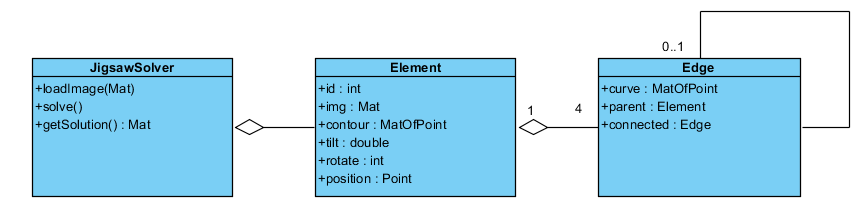 0..1
JigsawSolver
+loadImage(Mat)
+solve()
+getSolution() : Mat
Element
+id : int
+img : Mat
+contour : MatOfPoint
+tilt : double
+rotate : int
+position : Point
1
4
Edge
+curve : MatOfPoint
+parent : Element
+connected : Edge